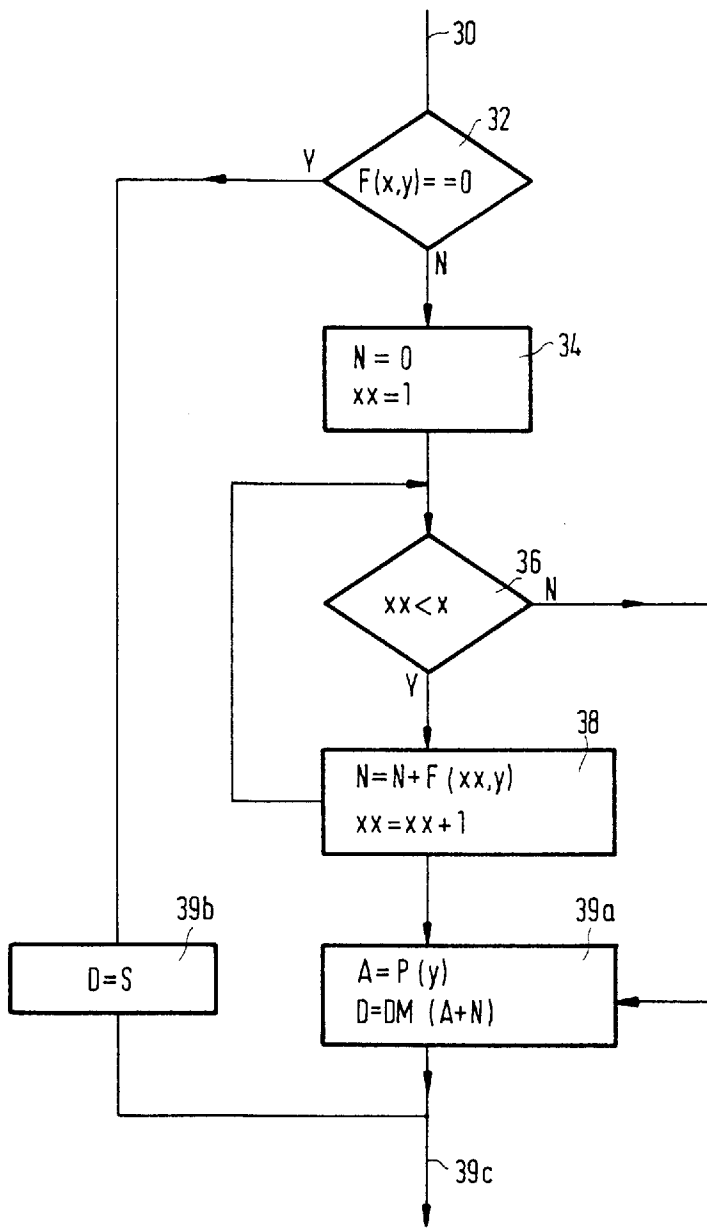 30
32
Y
F(x,y)==0
N
34
N = 0
xx=1
36
N
xx<x
Y
38
N=N+F(xx,y)
xx=xx+1
39b
39a
D=S
A=P(y)
D=DM (A+N)
39c